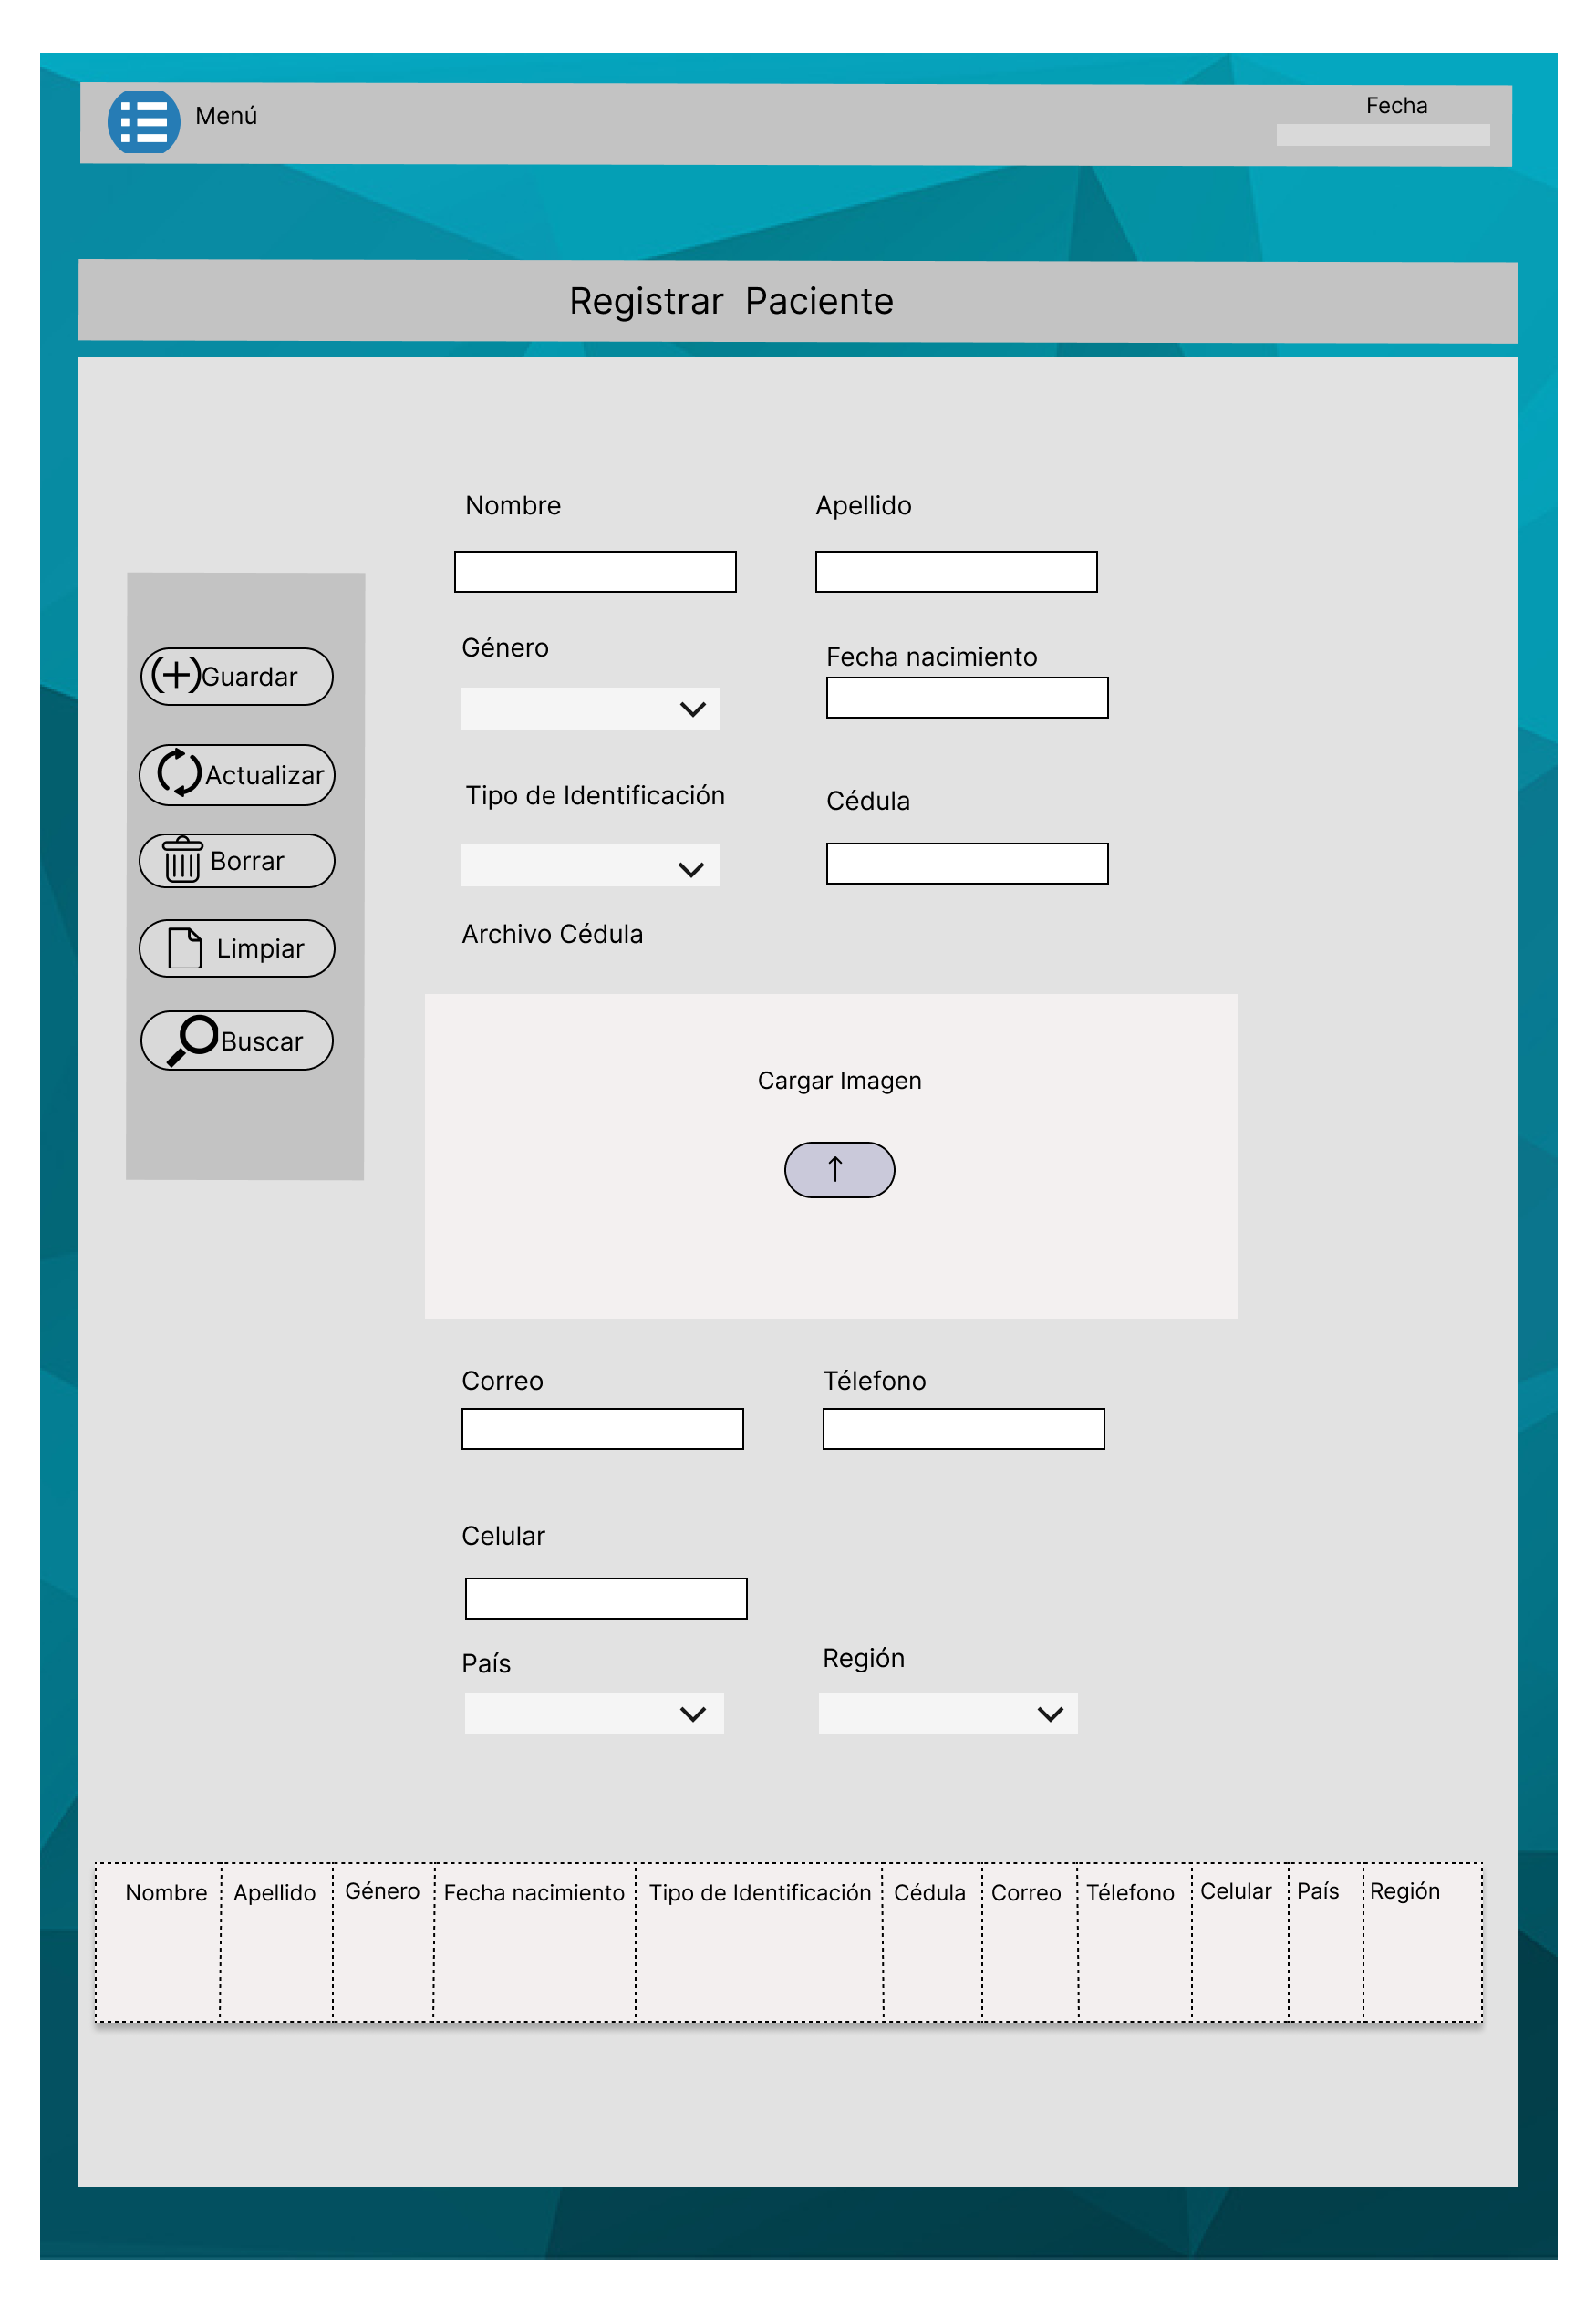 Menú
Fecha
Registrar  Paciente
Nombre
Apellido
Género
Fecha nacimiento
Guardar
Actualizar
Tipo de Identificación
Cédula
Borrar
Archivo Cédula
Limpiar
Buscar
Cargar Imagen
Correo
Télefono
Celular
País
Región
Nombre Apellido Género Fecha nacimiento Tipo de Identificación Cédula Correo Télefono Celular País Región